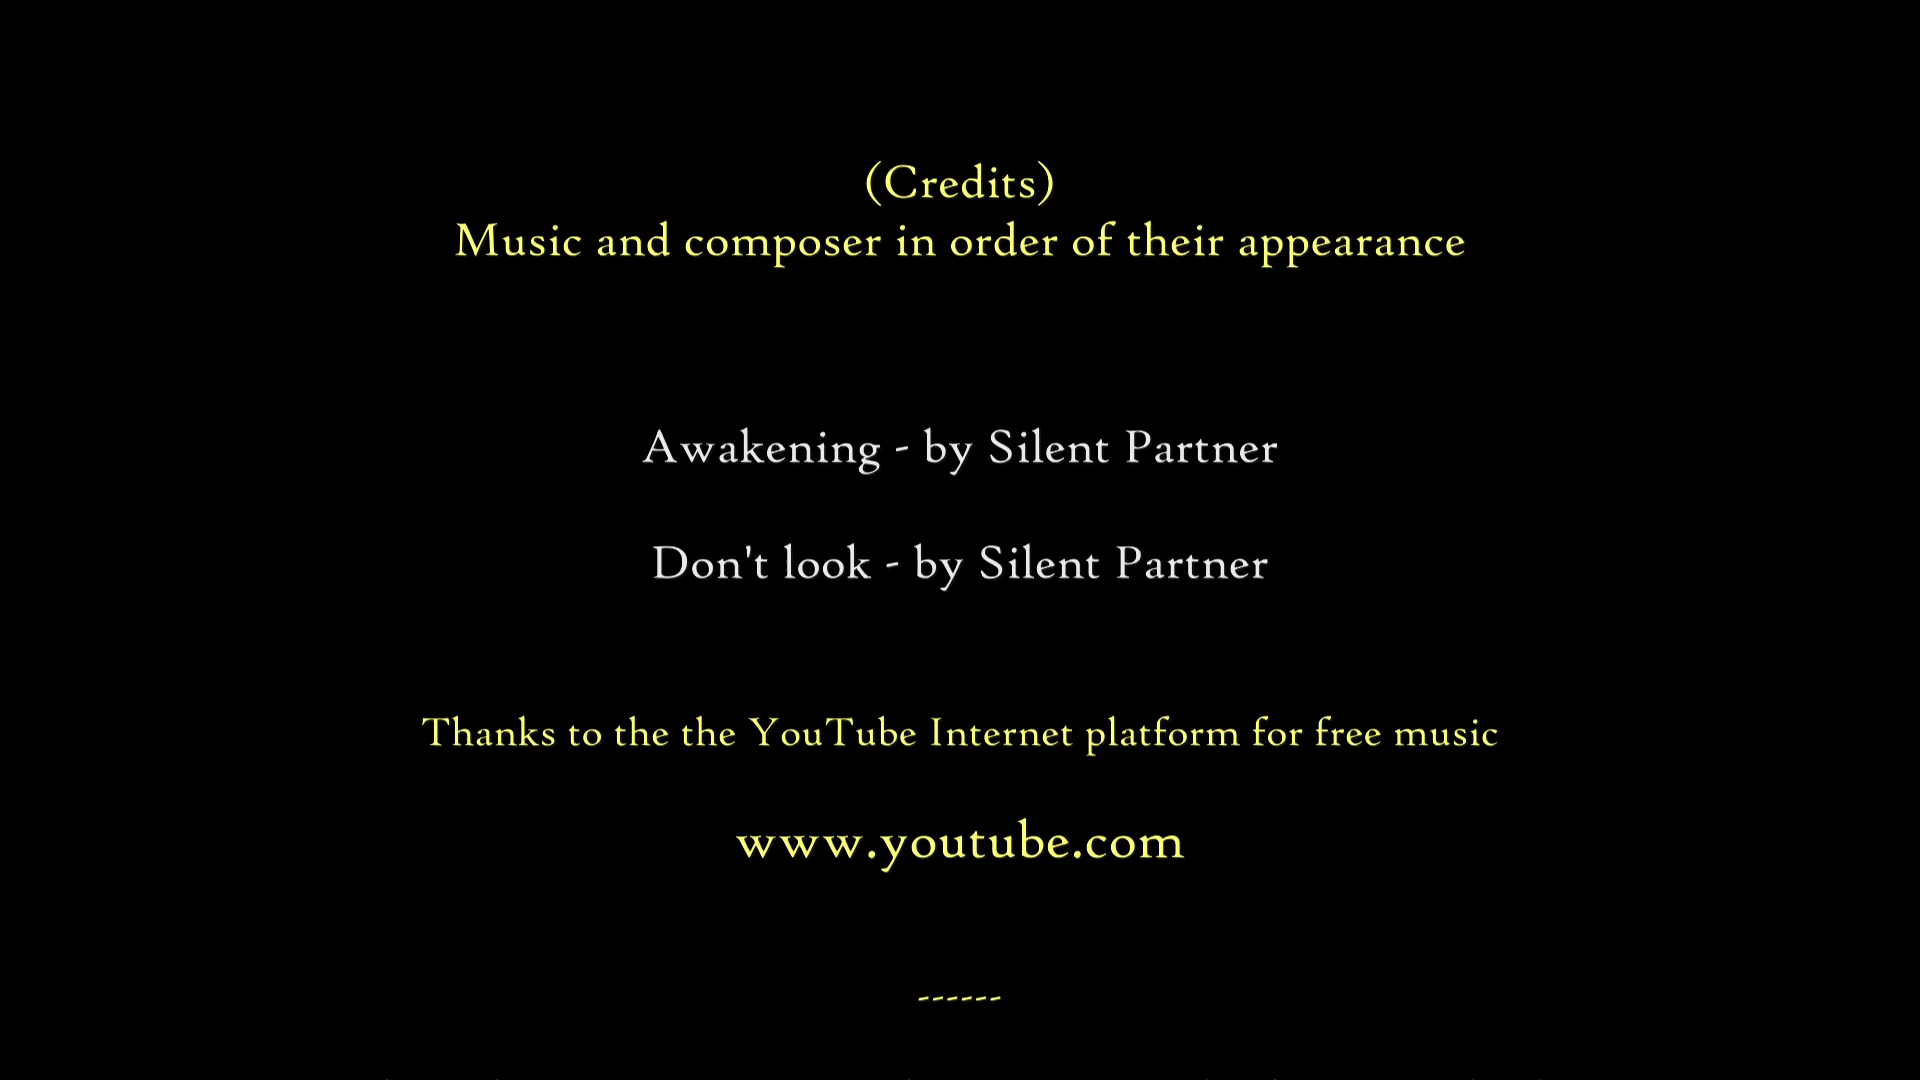 (Credits)
Music and composer in order of their appearance
Awakening - by Silent Partner
Don't look - by Silent Partner
Thanks to the the YouTube Internet platform for free music
www.youtube.com
------